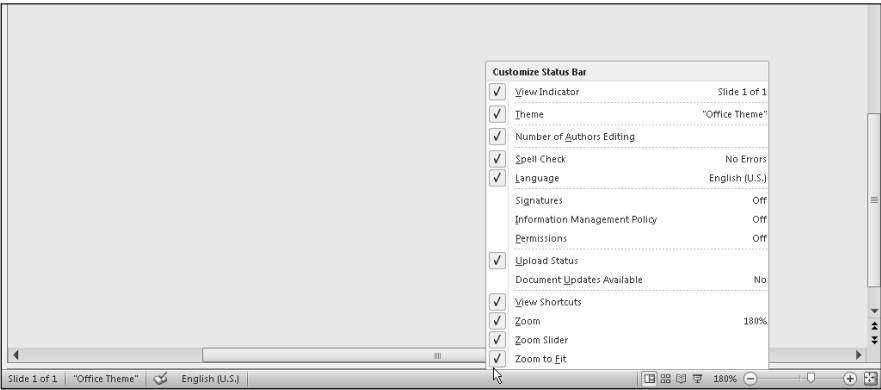 Customize Status Bar
View Indicator Slide 1 of 1
Theme "Office Theme"
Number of Authors Editing
Spell Check No Errors
Language English (U.S.)
Signatures Off
Information Management Policy Off
Permissions Off
Upload Status
Document Updates Available No
View Shortcuts
Zoom 180%
Zoom Slider
Zoom to Fit
Slide 1 of 1 "Office Theme" English (U.S.) 180%